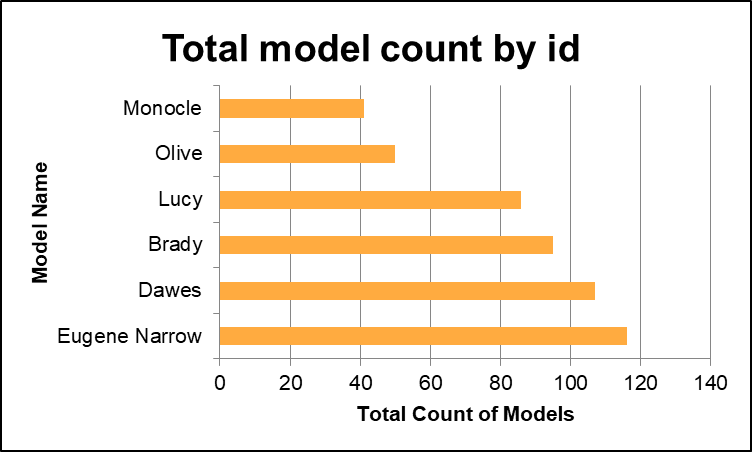 Total model count by id
Model Name
Monocle
Olive
Lucy
Brady
Dawes
Eugene Narrow
0 20 40 60 80 100 120 140
Total Count of Models